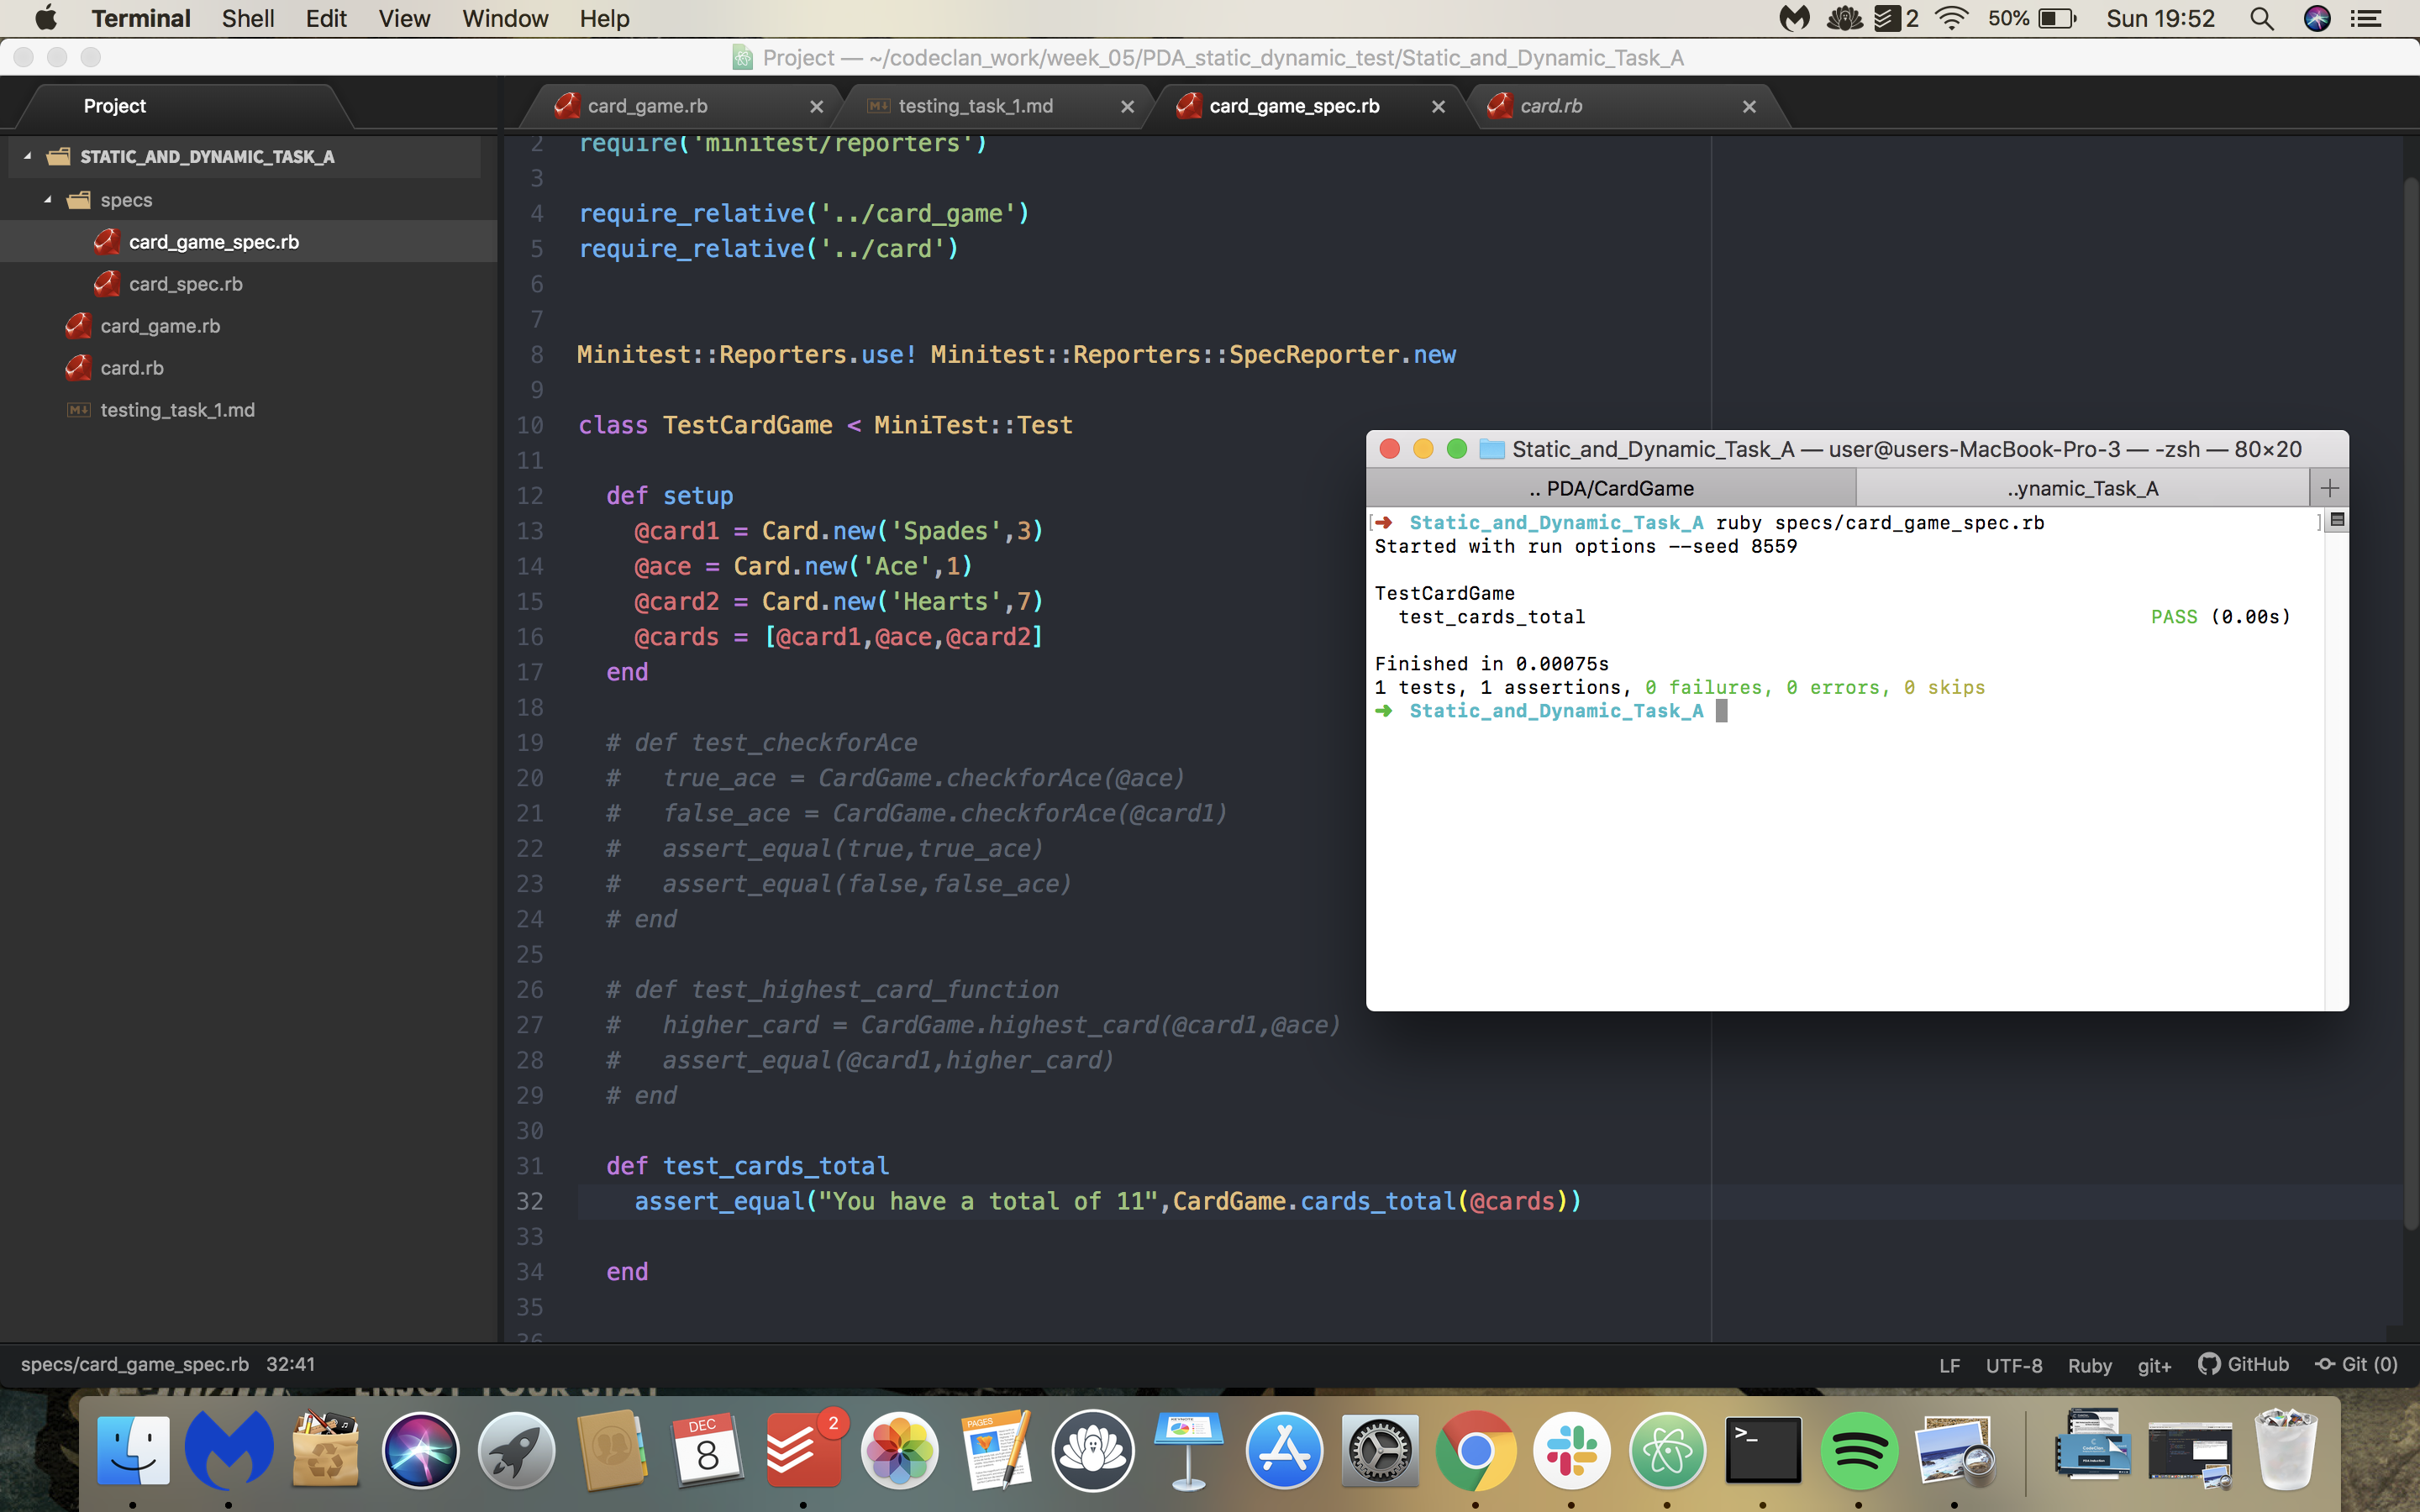 Terminal Shell Edit View Window Help 2 50% Sun 19:52
Project — ~/codeclan_work/week_05/PDA_static_dynamic_test/Static_and_Dynamic_Task_A
Project
card_game.rb
testing_task_1.md
card_game_spec.rb
card.rb
STATIC_AND_DYNAMIC_TASK_A
specs
card_game_spec.rb
card_spec.rb
card_game.rb
card.rb
testing_task_1.md
2 require('minitest/reporters')
3
4 require_relative('../card_game')
5 require_relative('../card')
6
7
8 Minitest::Reporters.use! Minitest::Reporters::SpecReporter.new
9
10 class TestCardGame < MiniTest::Test
11
12 def setup
13 @card1 = Card.new('Spades',3)
14 @ace = Card.new('Ace',1)
15 @card2 = Card.new('Hearts',7)
16 @cards = [@card1,@ace,@card2]
17 end
18
19 # def test_checkforAce
20 # true_ace = CardGame.checkforAce(@ace)
21 # false_ace = CardGame.checkforAce(@card1)
22 # assert_equal(true,true_ace)
23 # assert_equal(false,false_ace)
24 # end
25
26 # def test_highest_card_function
27 # higher_card = CardGame.highest_card(@card1,@ace)
28 # assert_equal(@card1,higher_card)
29 # end
30
31 def test_cards_total
32 assert_equal("You have a total of 11",CardGame.cards_total(@cards))
33
34 end
35
36
Static_and_Dynamic_Task_A — user@users-MacBook-Pro-3 — -zsh — 80×20
.. PDA/CardGame
..ynamic_Task_A
[➜ Static_and_Dynamic_Task_A ruby specs/card_game_spec.rb ]
Started with run options --seed 8559
TestCardGame
test_cards_total PASS (0.00s)
Finished in 0.00075s
1 tests, 1 assertions, 0 failures, 0 errors, 0 skips
➜ Static_and_Dynamic_Task_A
specs/card_game_spec.rb 32:41
LF UTF-8 Ruby git+ GitHub Git (0)
ENJOY YOUR STAY
DEC
8
2
PAGES
KEYNOTE
>_